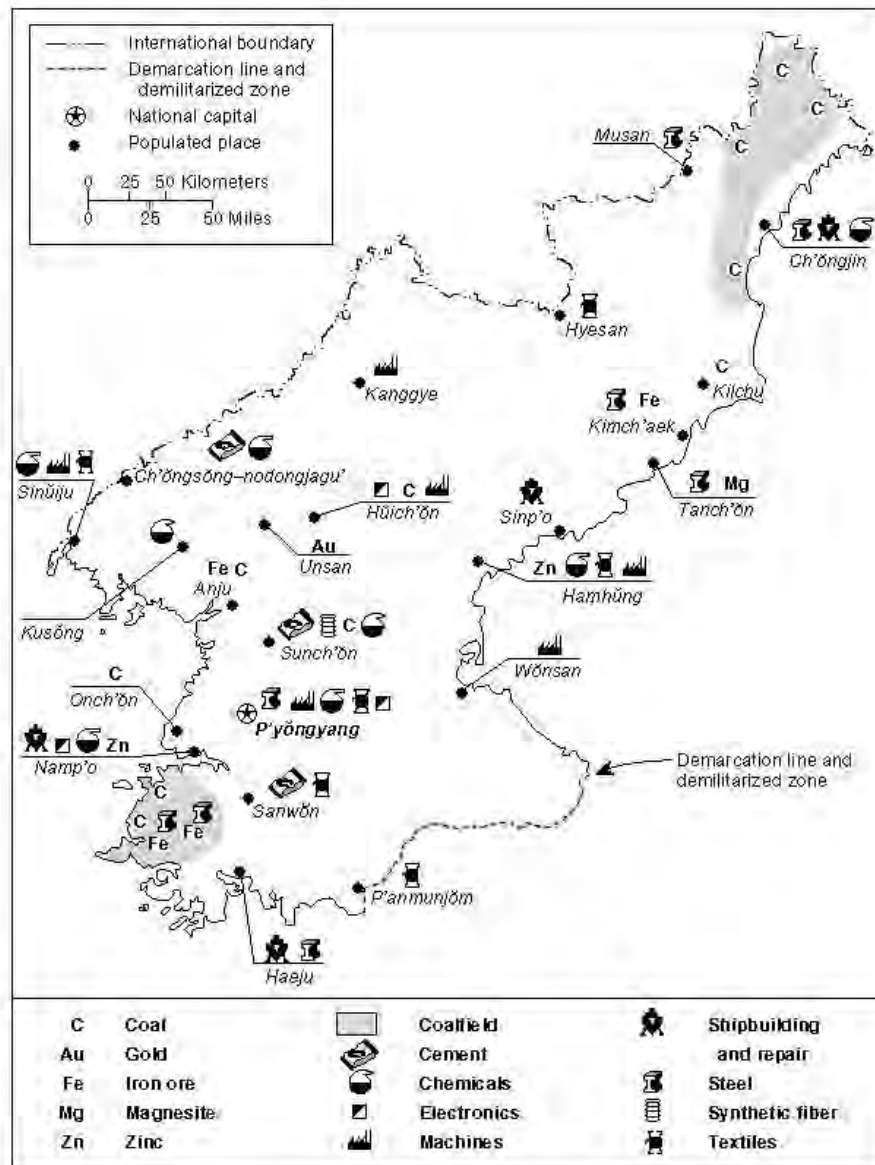 International boundary
Demarcation line and
demilitarized zone
National capital
Populated place
0 25 50 Kilometers
0 25 50 Miles
C
C
C
Musan
Ch'ŏngjin
C
Hyesan
Kanggye
C
Kilchu
Fe
Kimch'aek
Ch'ŏngsŏng–nodongjagu'
Sinŭiju
Mg
Tanch'ŏn
C
Hŭich'ŏn
Sinp'o
Au
Unsan
Fe C
Anju
Zn
Hamhŭng
Kusŏng
C
Sunch'ŏn
Wŏnsan
C
Onch'ŏn
P'yŏngyang
Zn
Namp'o
Demarcation line and
demilitarized zone
Sariwŏn
C
C
Fe
Fe
P'anmunjŏm
Haeju
C Coal
Au Gold
Fe Iron ore
Mg Magnesite
Zn Zinc
Coalfield
Cement
Chemicals
Electronics
Machines
Shipbuilding
and repair
Steel
Synthetic fiber
Textiles